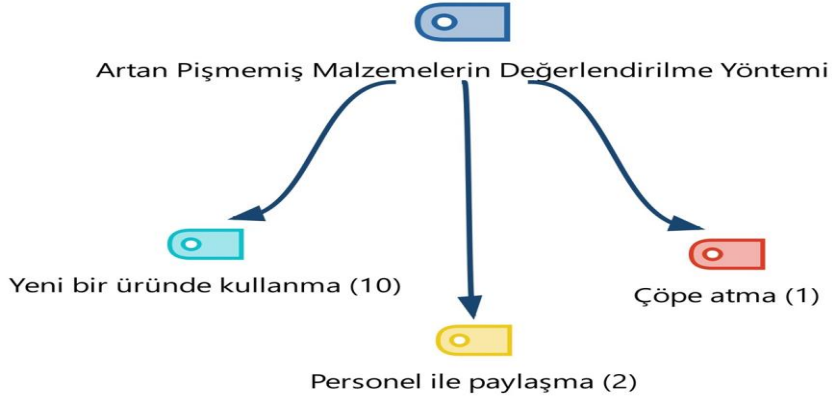 Artan Pişmemiş Malzemelerin Değerlendirilme Yöntemi
Yeni bir üründe kullanma (10)
Çöpe atma (1)
Personel ile paylaşma (2)